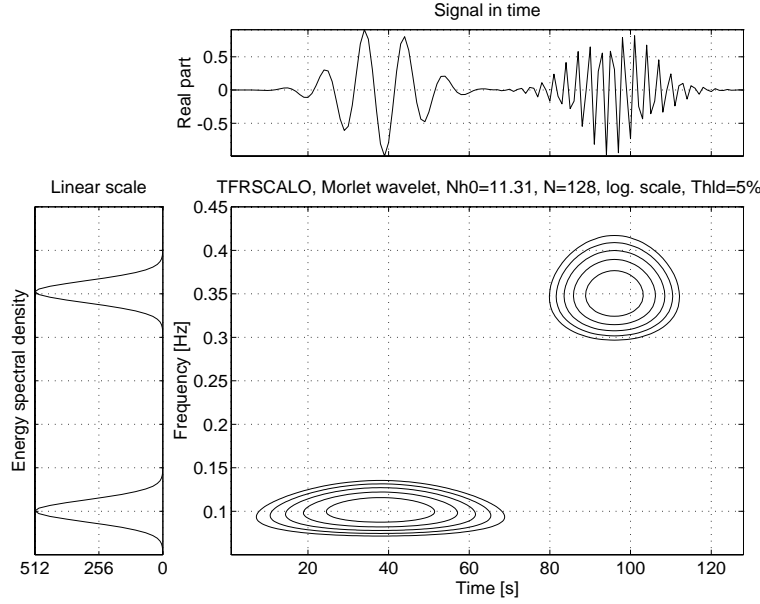 Signal in time
Real part
0.5
0
-0.5
Linear scale
Energy spectral density
512 256 0
TFRSCALO, Morlet wavelet, Nh0=11.31, N=128, log. scale, Thld=5%
Frequency [Hz]
0.45
0.4
0.35
0.3
0.25
0.2
0.15
0.1
20 40 60 80 100 120
Time [s]